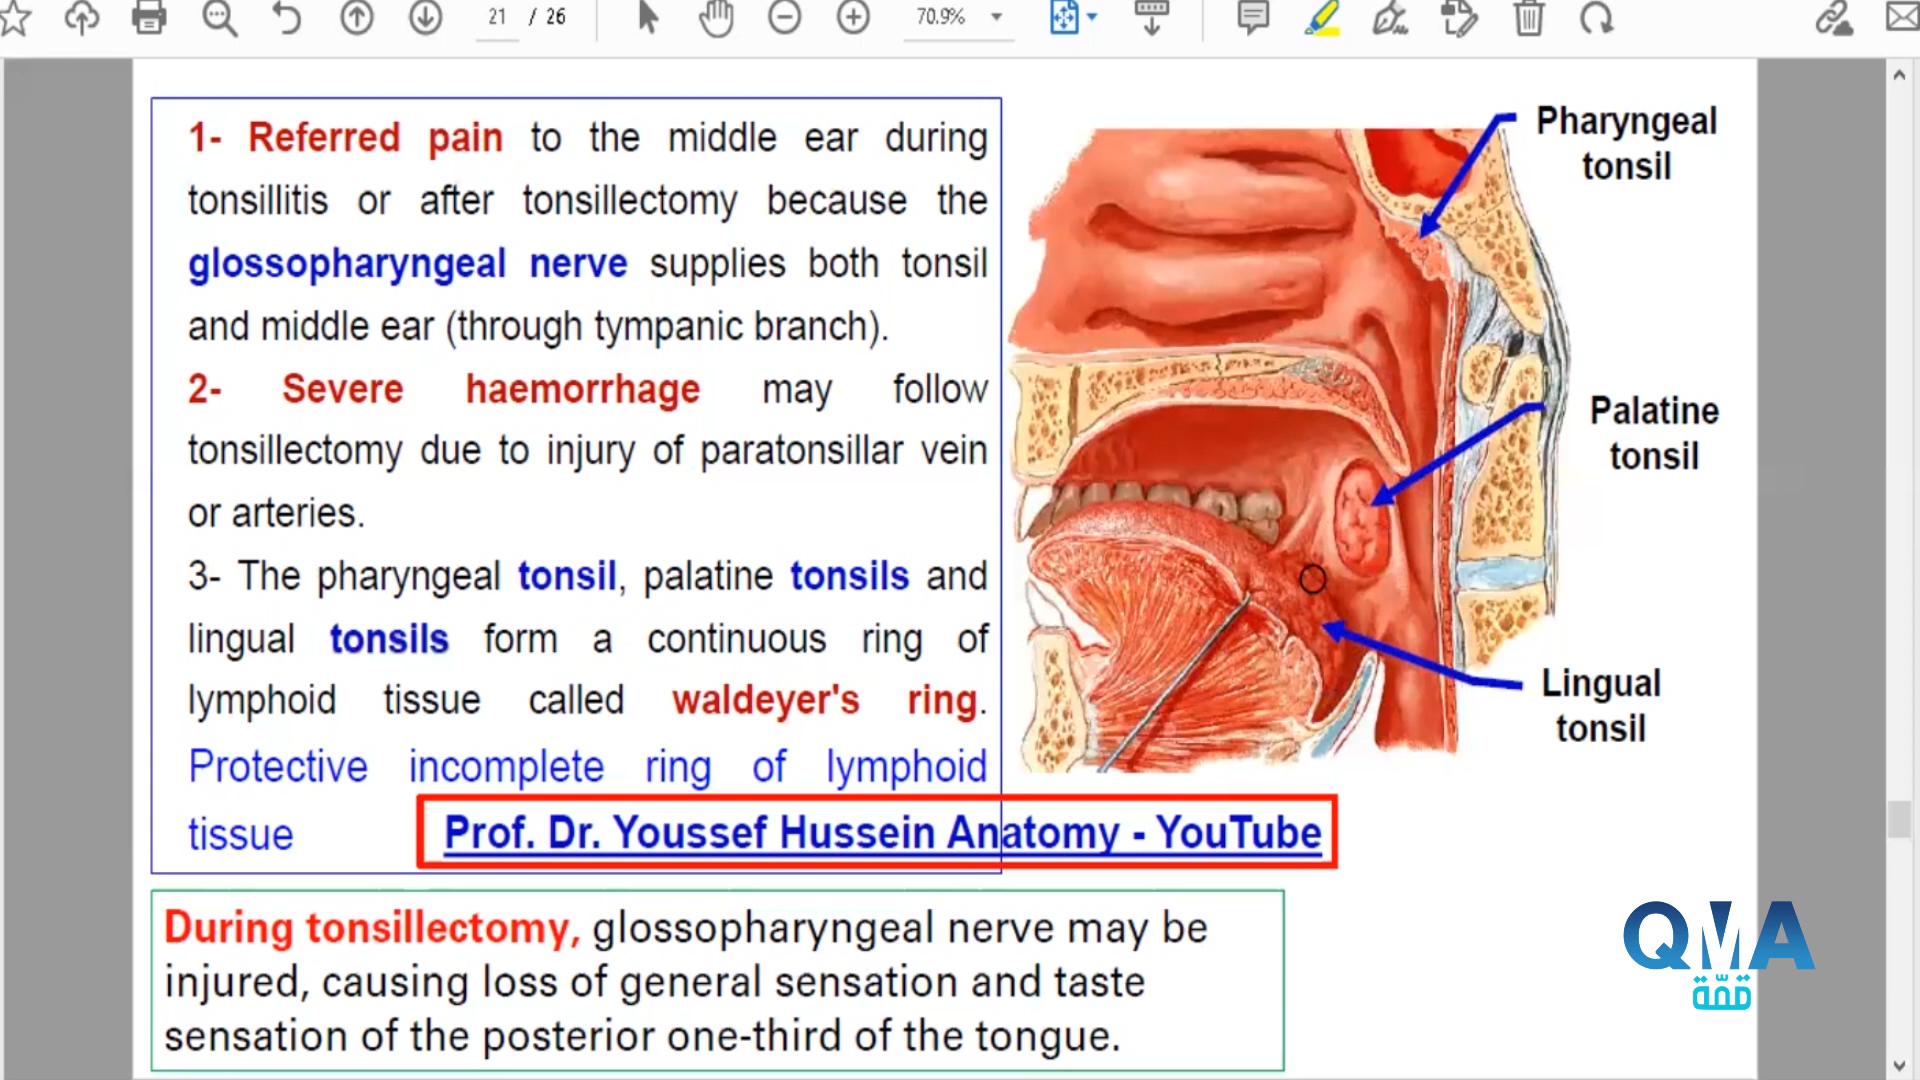 21 / 26
70.9%
1- Referred pain to the middle ear during
tonsillitis or after tonsillectomy because the
glossopharyngeal nerve supplies both tonsil
and middle ear (through tympanic branch).
2- Severe haemorrhage may follow
tonsillectomy due to injury of paratonsillar vein
or arteries.
3- The pharyngeal tonsil, palatine tonsils and
lingual tonsils form a continuous ring of
lymphoid tissue called waldeyer's ring.
Protective incomplete ring of lymphoid
tissue
Prof. Dr. Youssef Hussein Anatomy - YouTube
During tonsillectomy, glossopharyngeal nerve may be
injured, causing loss of general sensation and taste
sensation of the posterior one-third of the tongue.
Pharyngeal
tonsil
Palatine
tonsil
Lingual
tonsil
QMA
قمّة